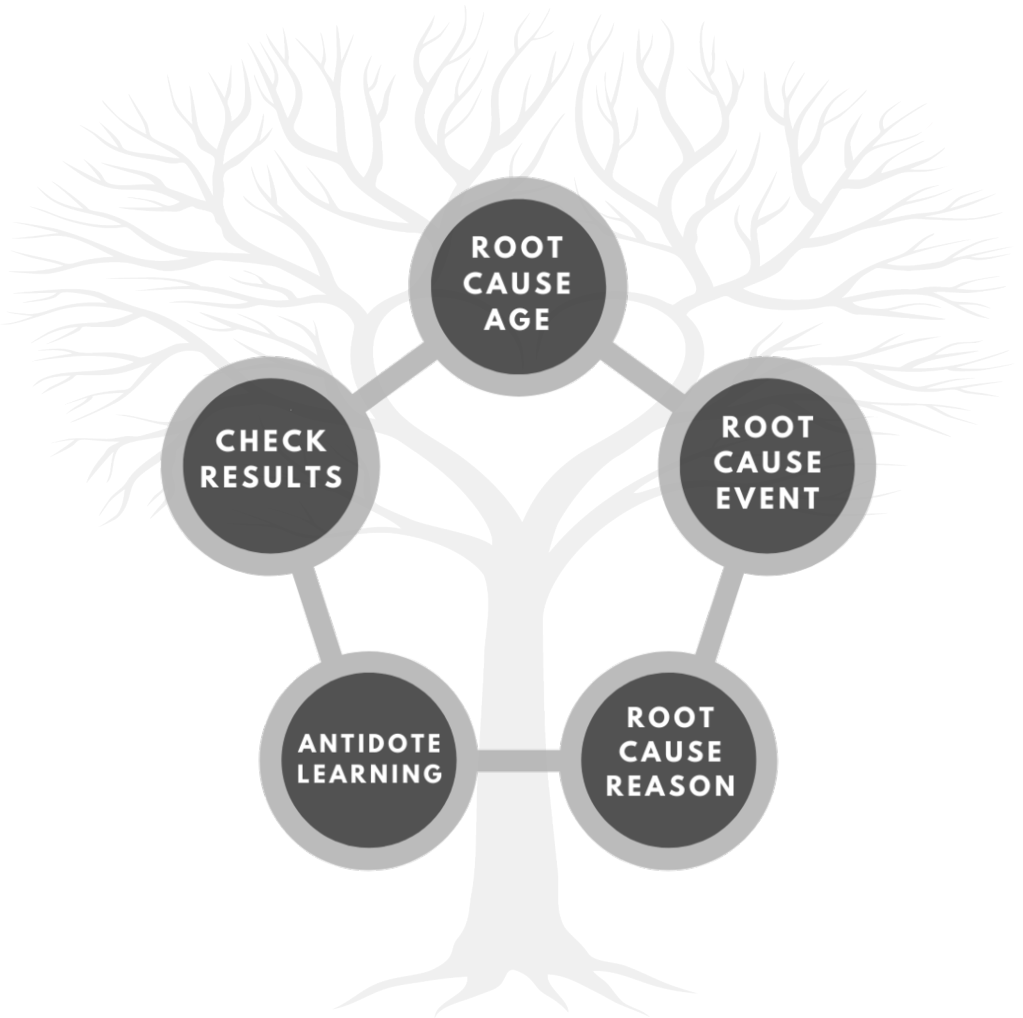 ROOT
CAUSE
AGE
ROOT
CAUSE
EVENT
ROOT
CAUSE
REASON
ANTIDOTE
LEARNING
CHECK
RESULTS